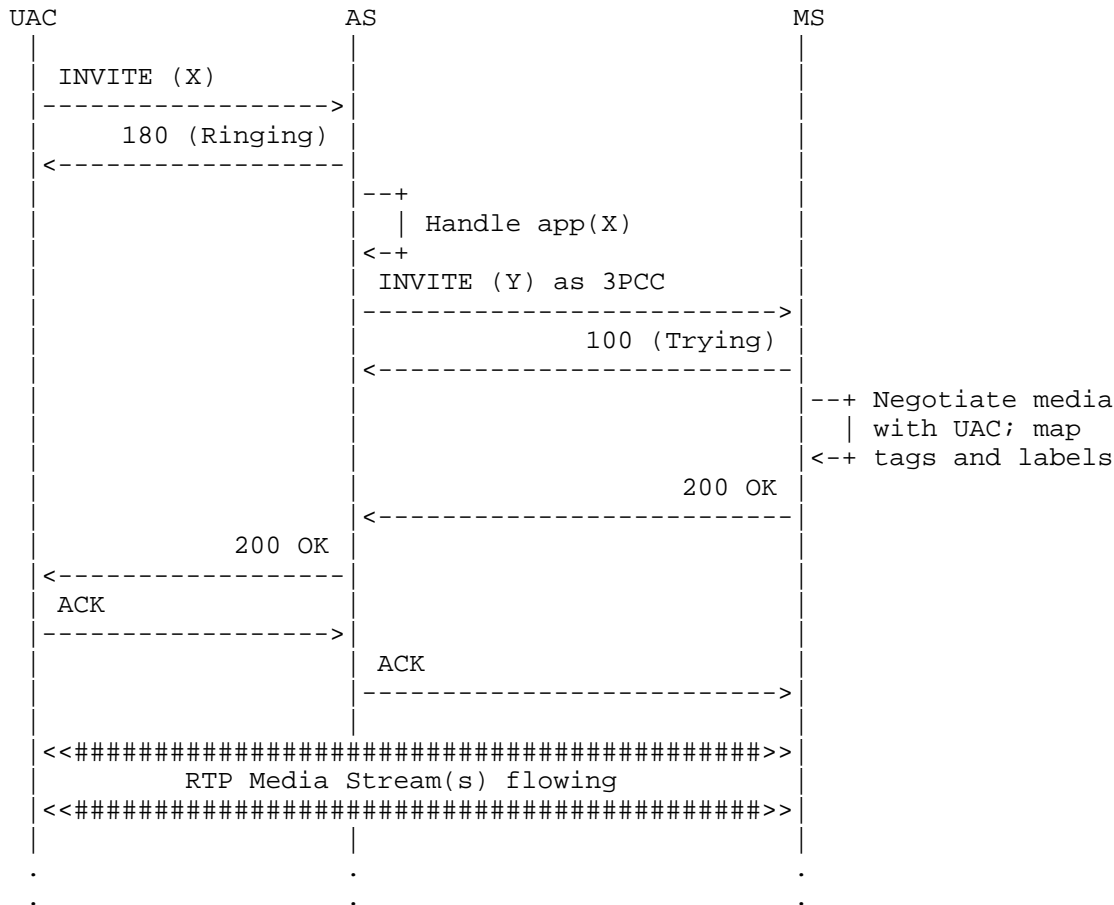 UAC AS MS
INVITE (X)
180 (Ringing)
Handle app(X)
INVITE (Y) as 3PCC
100 (Trying)
Negotiate media
with UAC; map
tags and labels
200 OK
200 OK
ACK
ACK
RTP Media Stream(s) flowing